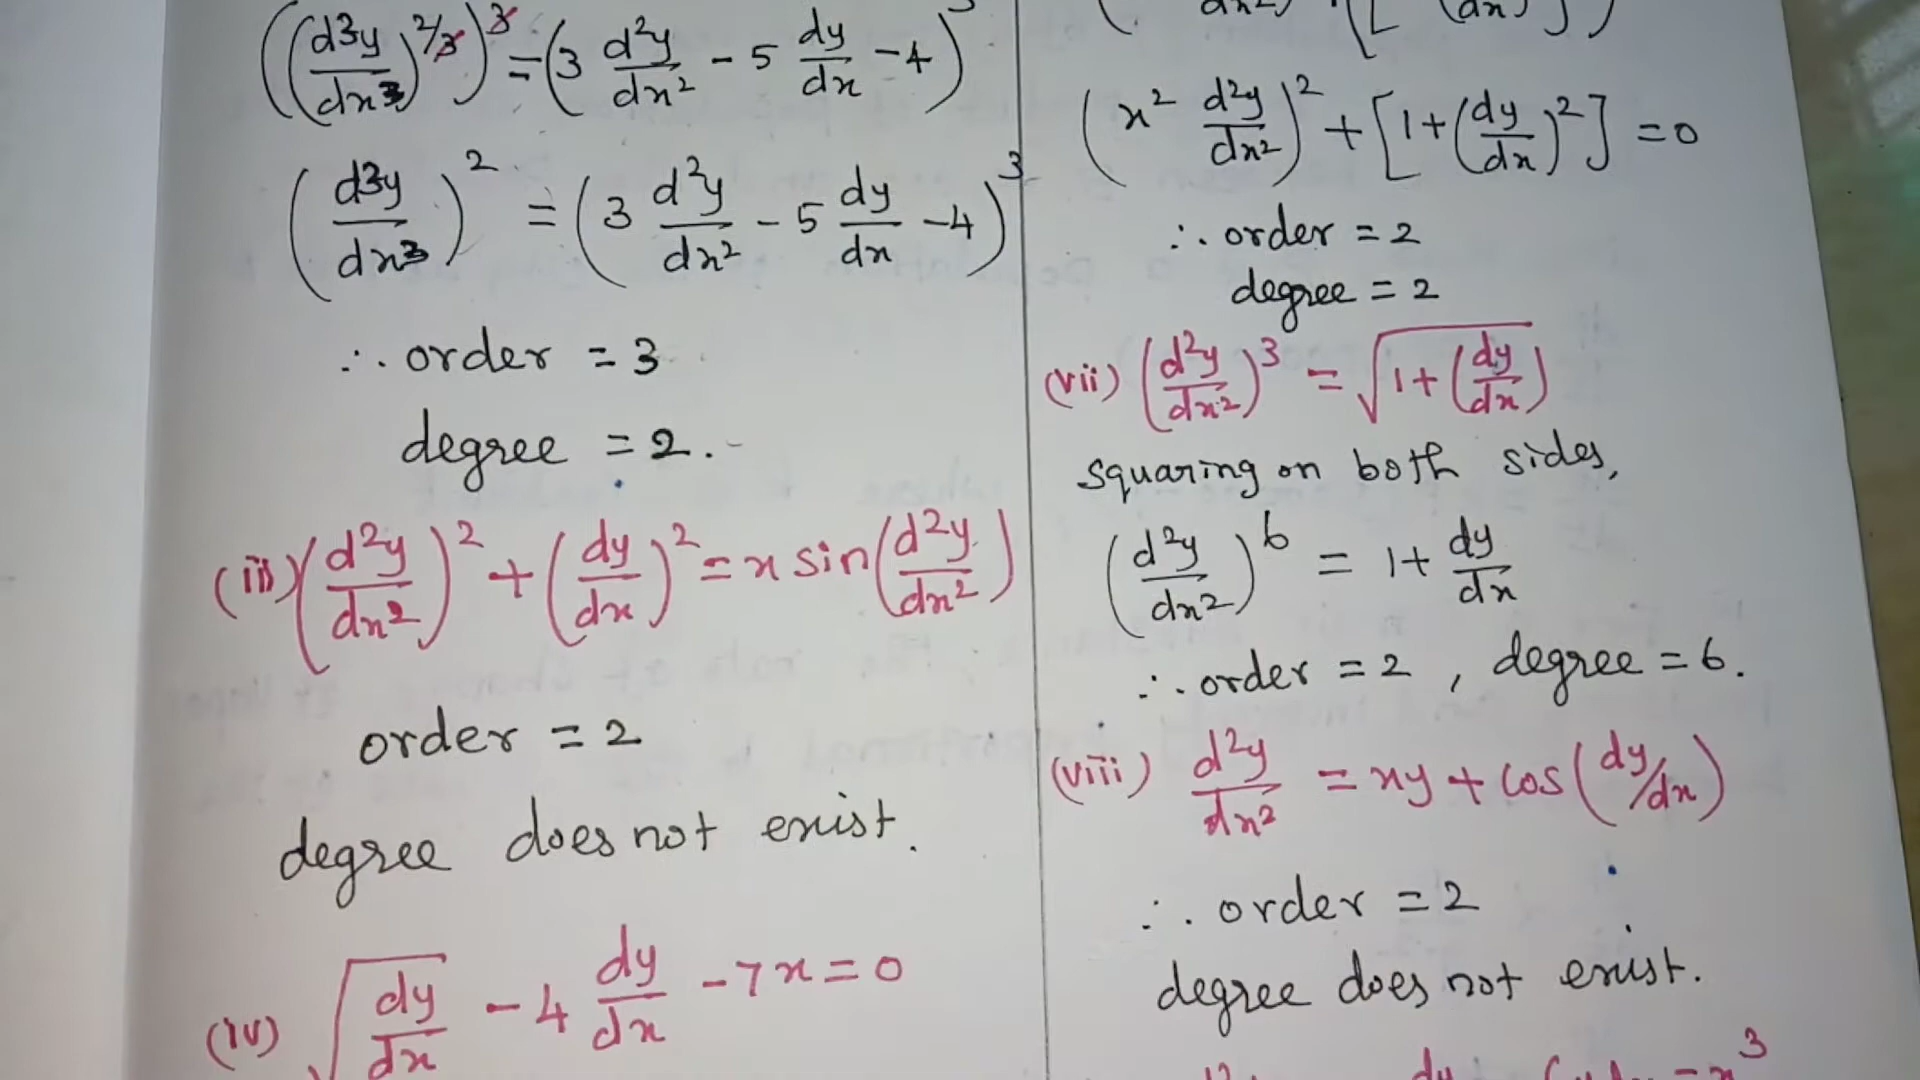 ((d³y/dx³)^2/3)³ = (3 d²y/dx² - 5 dy/dx - 4)³
(d³y/dx³)² = (3 d²y/dx² - 5 dy/dx - 4)³
∴ order = 3
degree = 2.
(iii) (d²y/dx²)² + (dy/dx)² = x sin(d²y/dx²)
order = 2
degree does not exist.
(iv) √(dy/dx) - 4 dy/dx - 7x = 0
(x² d²y/dx²)² + [1+(dy/dx)²] = 0
∴ order = 2
degree = 2
(vii) (d²y/dx²)³ = √(1+(dy/dx))
squaring on both sides,
(d²y/dx²)⁶ = 1+ dy/dx
∴ order = 2 , degree = 6.
(viii) d²y/dx² = xy + cos(dy/dx)
∴ order = 2
degree does not exist.